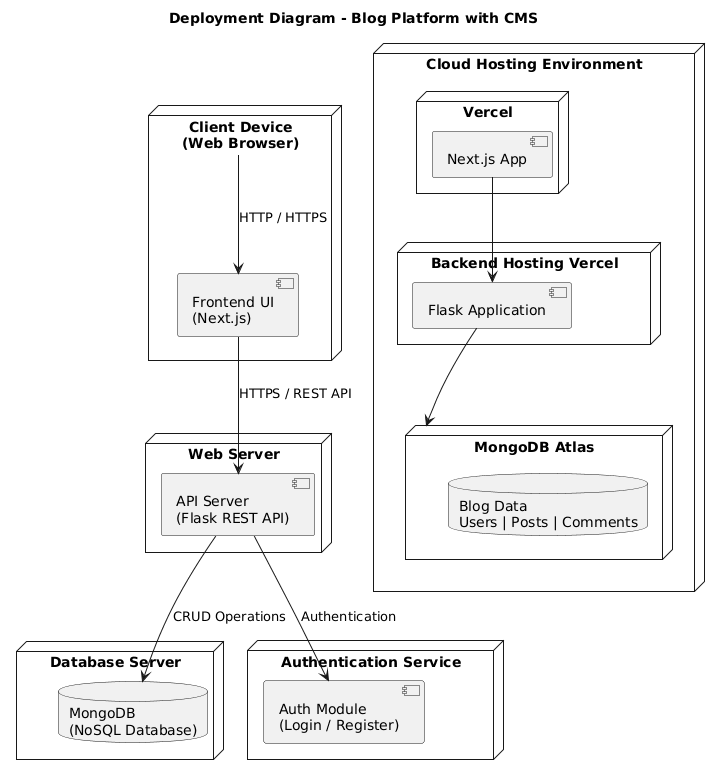 Deployment Diagram - Blog Platform with CMS
Client Device
(Web Browser)
HTTP / HTTPS
Frontend UI
(Next.js)
HTTPS / REST API
Web Server
API Server
(Flask REST API)
CRUD Operations
Authentication
Database Server
MongoDB
(NoSQL Database)
Authentication Service
Auth Module
(Login / Register)
Cloud Hosting Environment
Vercel
Next.js App
Backend Hosting Vercel
Flask Application
MongoDB Atlas
Blog Data
Users | Posts | Comments